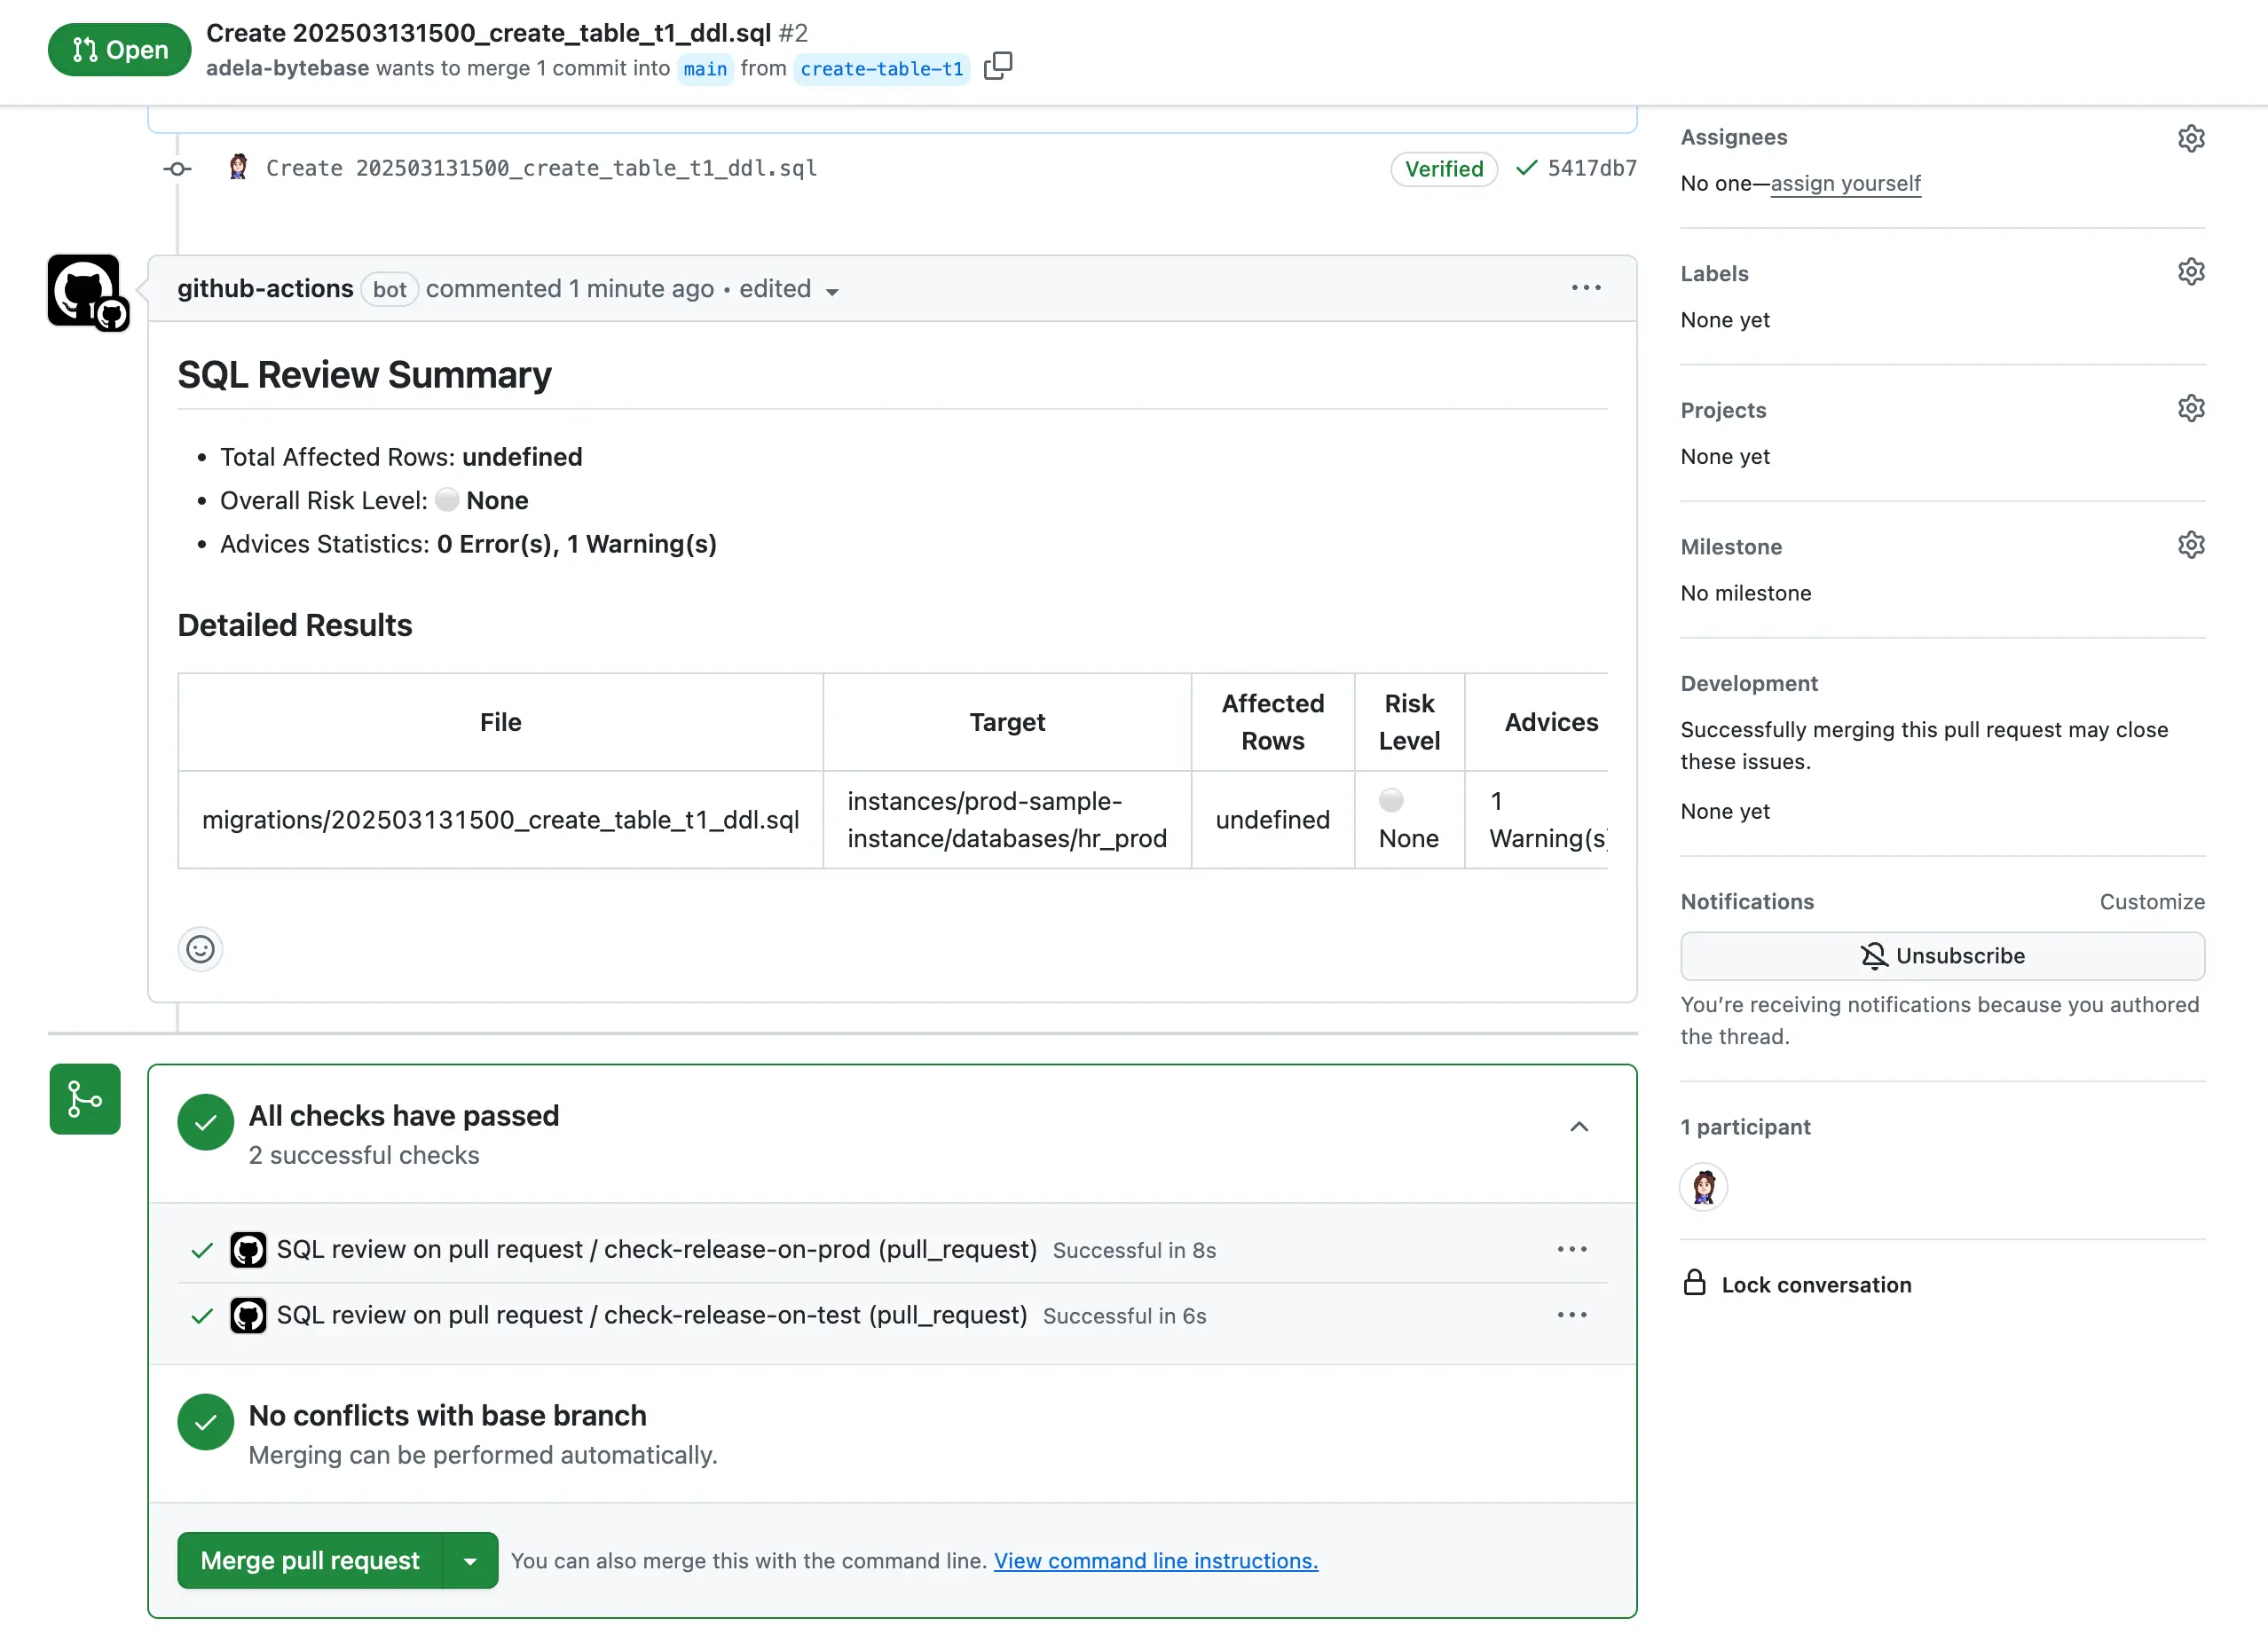 Open
Create 202503131500_create_table_t1_ddl.sql #2
adela-bytebase wants to merge 1 commit into main from create-table-t1
Create 202503131500_create_table_t1_ddl.sql
Verified
5417db7
github-actions bot commented 1 minute ago • edited
SQL Review Summary
• Total Affected Rows: undefined
• Overall Risk Level: None
• Advices Statistics: 0 Error(s), 1 Warning(s)
Detailed Results
File
Target
Affected
Rows
Risk
Level
Advices
migrations/202503131500_create_table_t1_ddl.sql
instances/prod-sample-
instance/databases/hr_prod
undefined
None
1
Warning(s)
All checks have passed
2 successful checks
SQL review on pull request / check-release-on-prod (pull_request) Successful in 8s
SQL review on pull request / check-release-on-test (pull_request) Successful in 6s
No conflicts with base branch
Merging can be performed automatically.
Merge pull request
You can also merge this with the command line. View command line instructions.
Assignees
No one—assign yourself
Labels
None yet
Projects
None yet
Milestone
No milestone
Development
Successfully merging this pull request may close
these issues.
None yet
Notifications
Customize
Unsubscribe
You’re receiving notifications because you authored
the thread.
1 participant
Lock conversation